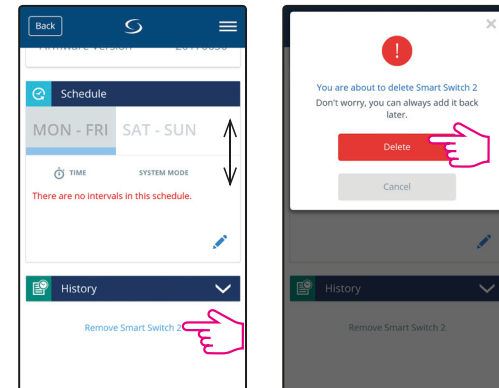 Back
Firmware version 20170630
Schedule
MON - FRI SAT - SUN
TIME SYSTEM MODE
There are no intervals in this schedule.
History
Remove Smart Switch 2
You are about to delete Smart Switch 2
Don't worry, you can always add it back
later.
Delete
Cancel
History
Remove Smart Switch 2